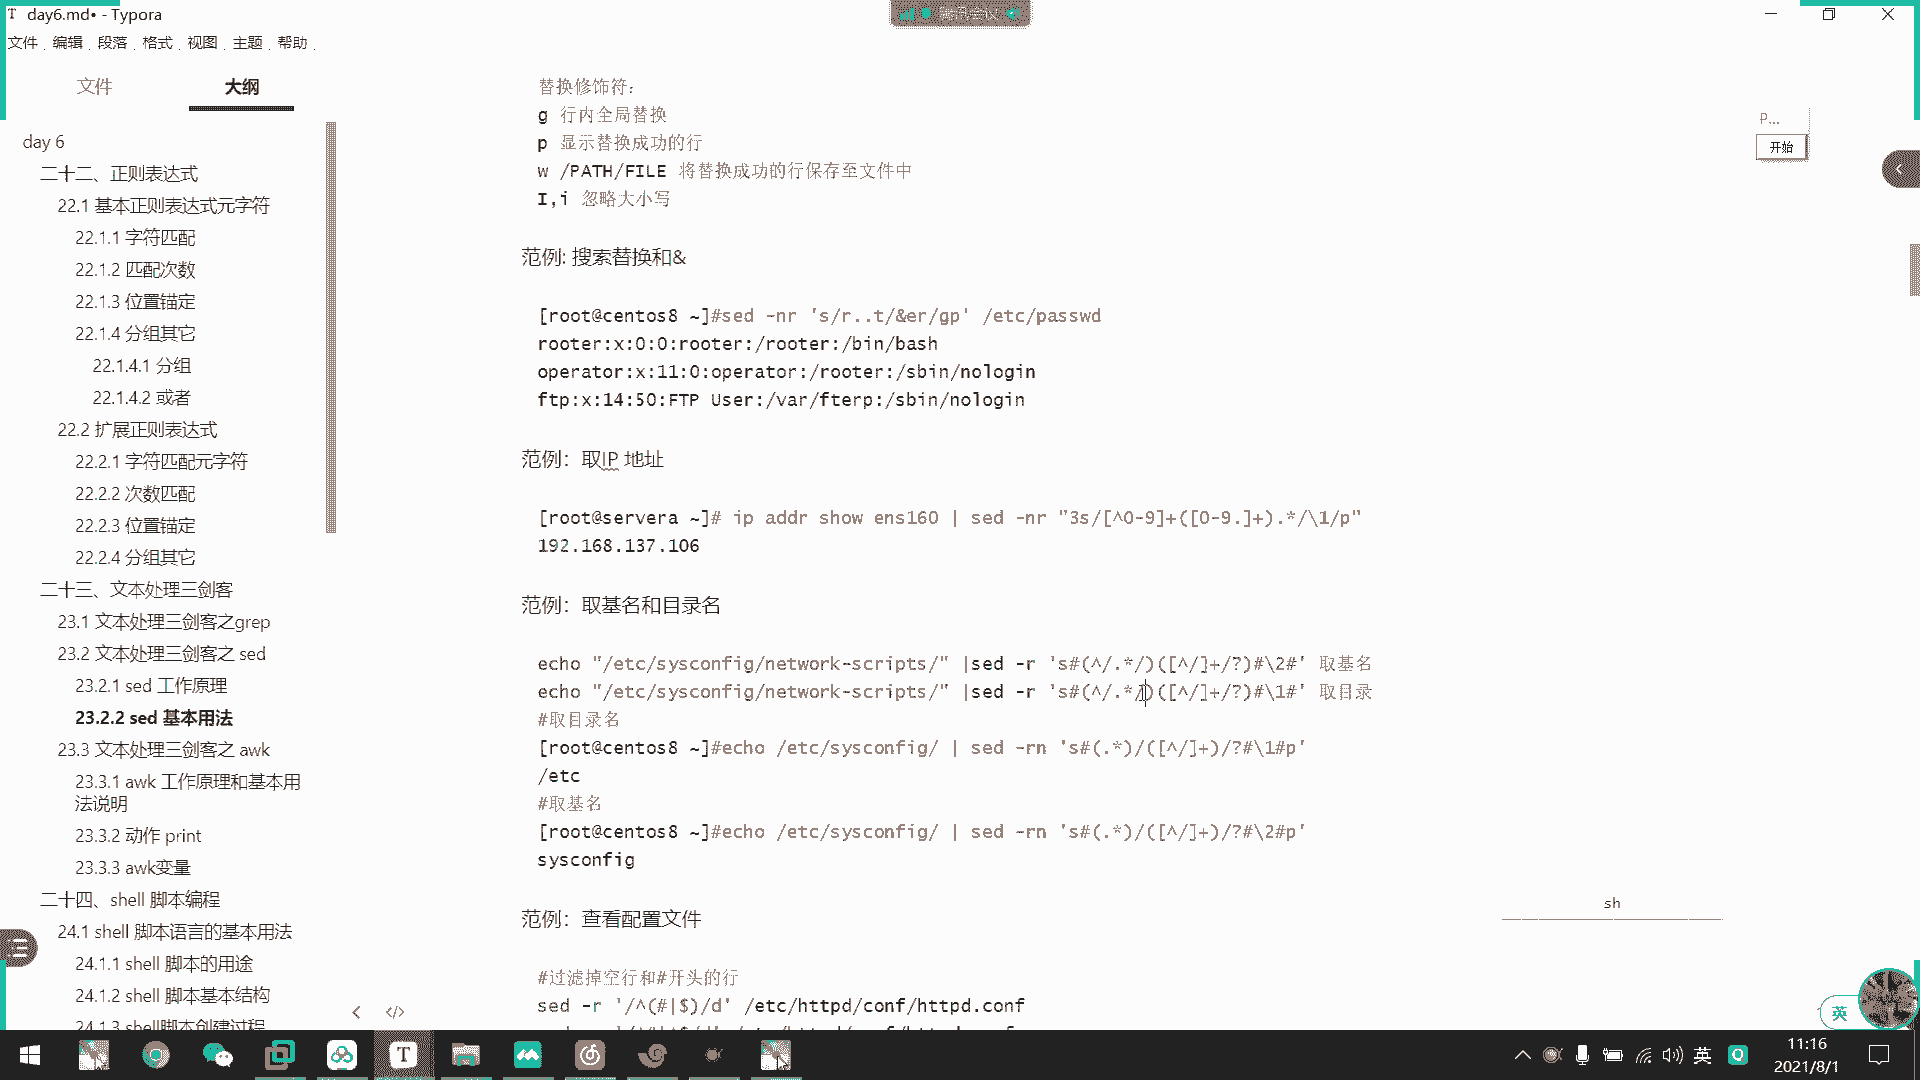 day6.md• - Typora
腾讯会议
文件 编辑 段落 格式 视图 主题 帮助
文件
大纲
day 6
二十二、正则表达式
22.1 基本正则表达式元字符
22.1.1 字符匹配
22.1.2 匹配次数
22.1.3 位置锚定
22.1.4 分组其它
22.1.4.1 分组
22.1.4.2 或者
22.2 扩展正则表达式
22.2.1 字符匹配元字符
22.2.2 次数匹配
22.2.3 位置锚定
22.2.4 分组其它
二十三、文本处理三剑客
23.1 文本处理三剑客之grep
23.2 文本处理三剑客之 sed
23.2.1 sed 工作原理
23.2.2 sed 基本用法
23.3 文本处理三剑客之 awk
23.3.1 awk 工作原理和基本用
法说明
23.3.2 动作 print
23.3.3 awk变量
二十四、shell 脚本编程
24.1 shell 脚本语言的基本用法
24.1.1 shell 脚本的用途
24.1.2 shell 脚本基本结构
24.1.3 shell脚本创建过程
替换修饰符：
g 行内全局替换
p 显示替换成功的行
w /PATH/FILE 将替换成功的行保存至文件中
I,i 忽略大小写
范例: 搜索替换和&
[root@centos8 ~]#sed -nr 's/r..t/&er/gp' /etc/passwd
rooter:x:0:0:rooter:/rooter:/bin/bash
operator:x:11:0:operator:/rooter:/sbin/nologin
ftp:x:14:50:FTP User:/var/fterp:/sbin/nologin
范例：取IP 地址
[root@servera ~]# ip addr show ens160 | sed -nr "3s/[^0-9]+([0-9.]+).*/\1/p"
192.168.137.106
范例：取基名和目录名
echo "/etc/sysconfig/network-scripts/" |sed -r 's#(^/.*/)([^/]+/?)#\2#' 取基名
echo "/etc/sysconfig/network-scripts/" |sed -r 's#(^/.*/)([^/]+/?)#\1#' 取目录
#取目录名
[root@centos8 ~]#echo /etc/sysconfig/ | sed -rn 's#(.*)/([^/]+)/?#\1#p'
/etc
#取基名
[root@centos8 ~]#echo /etc/sysconfig/ | sed -rn 's#(.*)/([^/]+)/?#\2#p'
sysconfig
范例：查看配置文件
#过滤掉空行和#开头的行
sed -r '/^(#|$)/d' /etc/httpd/conf/httpd.conf
P...
开始
sh
英
英
11:16
2021/8/1